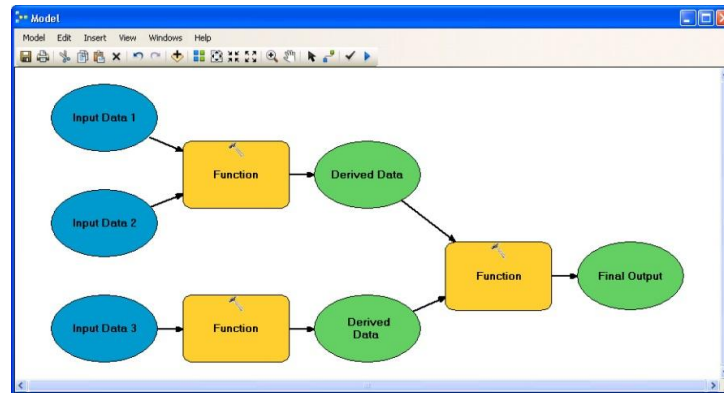 Model
Model Edit Insert View Windows Help
Input Data 1
Function
Derived Data
Input Data 2
Function
Final Output
Input Data 3
Function
Derived
Data